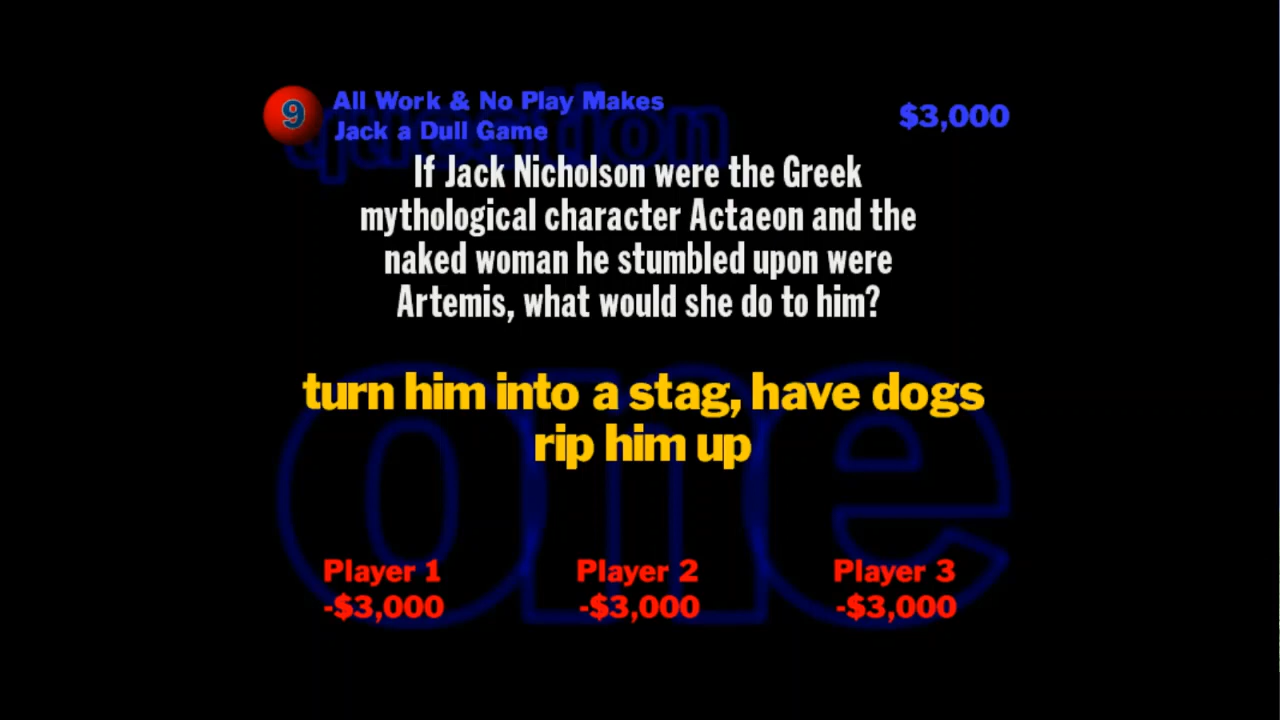 9
All Work & No Play Makes
Jack a Dull Game
$3,000
question
If Jack Nicholson were the Greek
mythological character Actaeon and the
naked woman he stumbled upon were
Artemis, what would she do to him?
turn him into a stag, have dogs
rip him up
one
Player 1
Player 2
Player 3
-$3,000
-$3,000
-$3,000